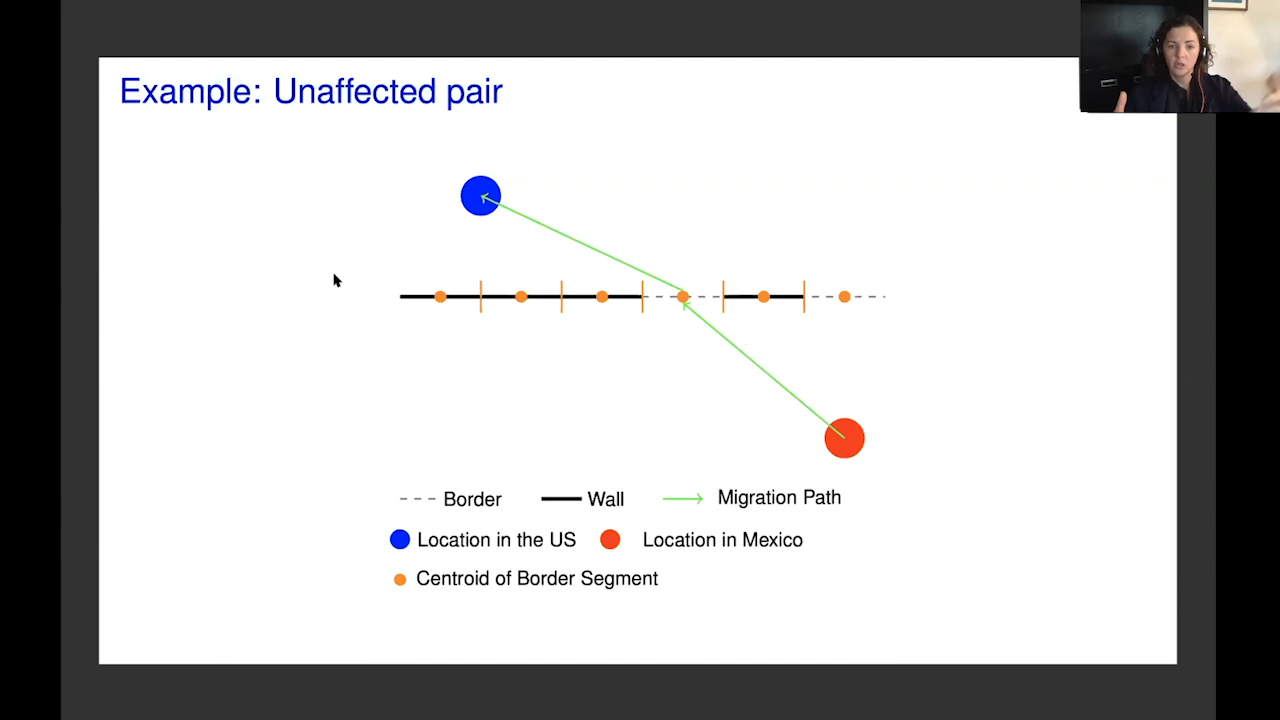 Example: Unaffected pair
Border Wall Migration Path
Location in the US Location in Mexico
Centroid of Border Segment